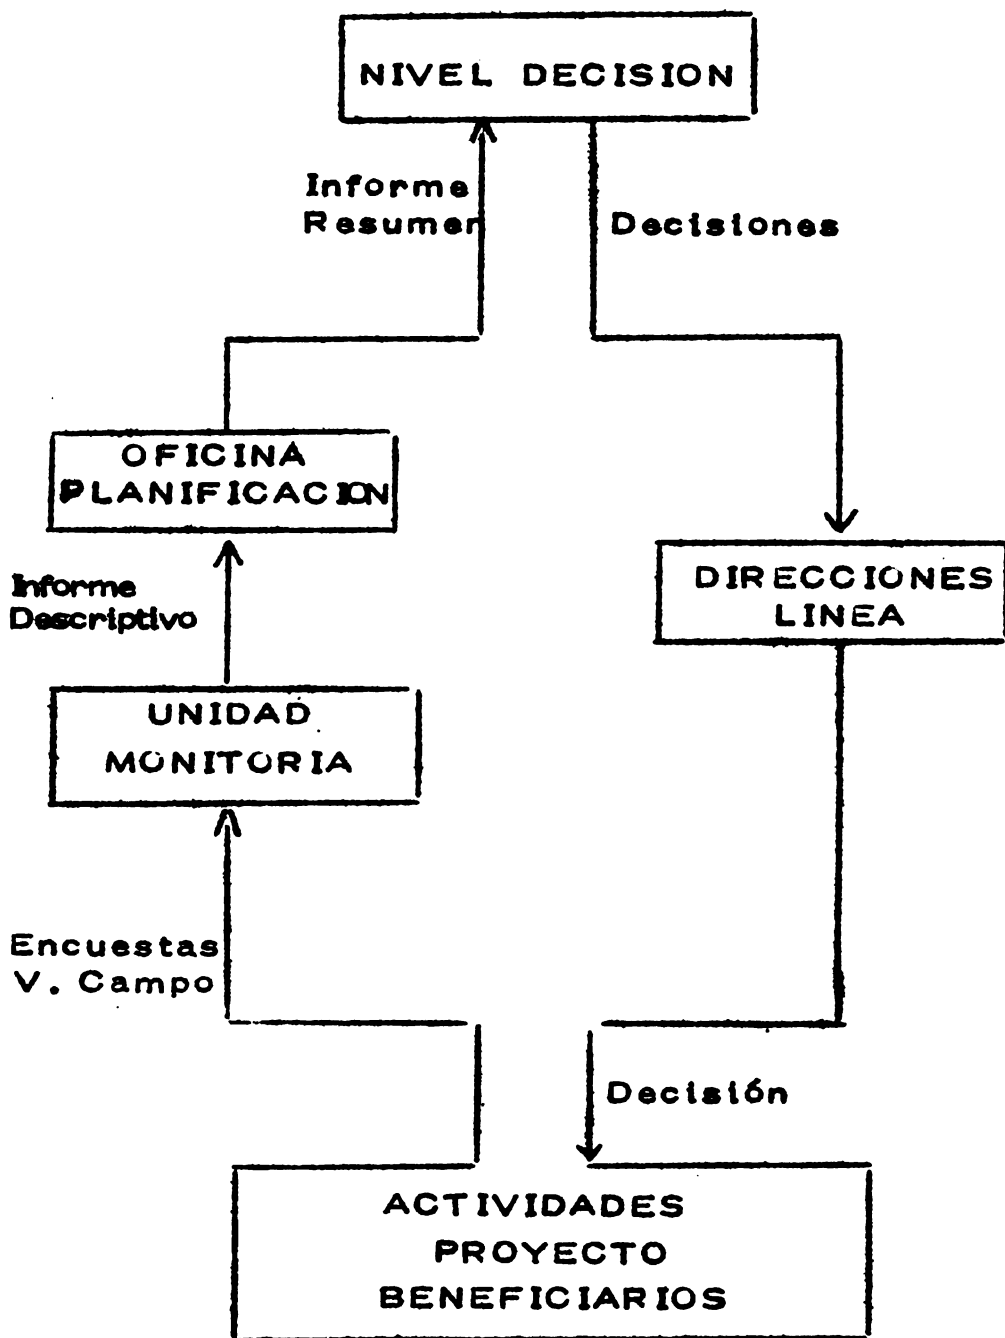 NIVEL DECISION
Informe
Resumen
Decisiones
OFICINA
PLANIFICACION
Informe
Descriptivo
DIRECCIONES
LINEA
UNIDAD
MONITORIA
Encuestas
V. Campo
Decisión
ACTIVIDADES
PROYECTO
BENEFICIARIOS